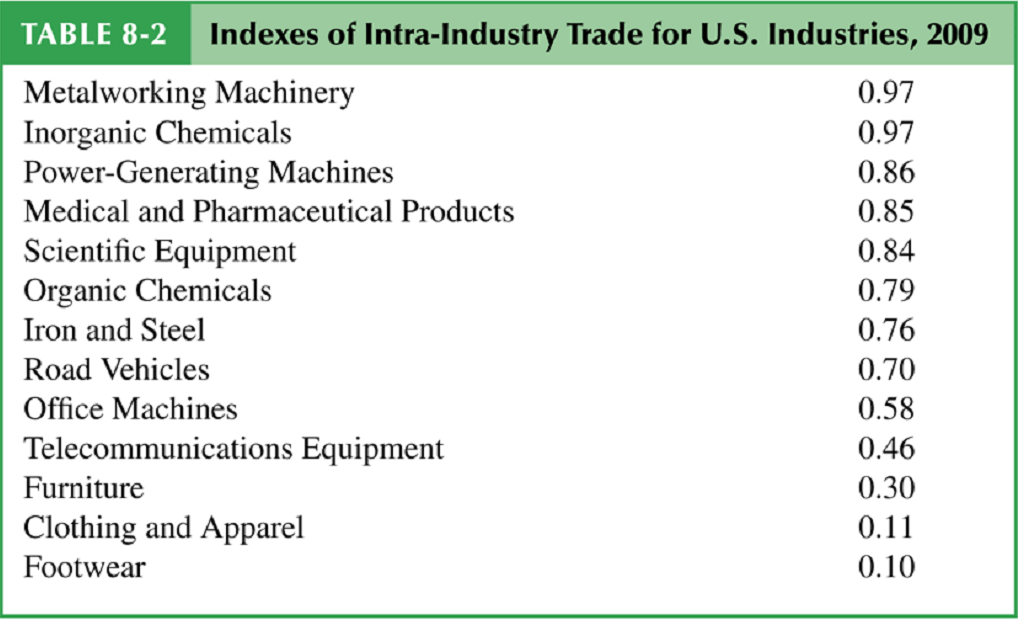 TABLE 8-2 Indexes of Intra-Industry Trade for U.S. Industries, 2009
Metalworking Machinery 0.97
Inorganic Chemicals 0.97
Power-Generating Machines 0.86
Medical and Pharmaceutical Products 0.85
Scientific Equipment 0.84
Organic Chemicals 0.79
Iron and Steel 0.76
Road Vehicles 0.70
Office Machines 0.58
Telecommunications Equipment 0.46
Furniture 0.30
Clothing and Apparel 0.11
Footwear 0.10